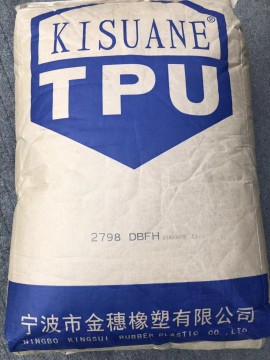 KISUANE®
TPU
2798 DBFH
宁波市金穗橡塑有限公司
NINGBO KINGSUI RUBBER PLASTIC CO., LTD